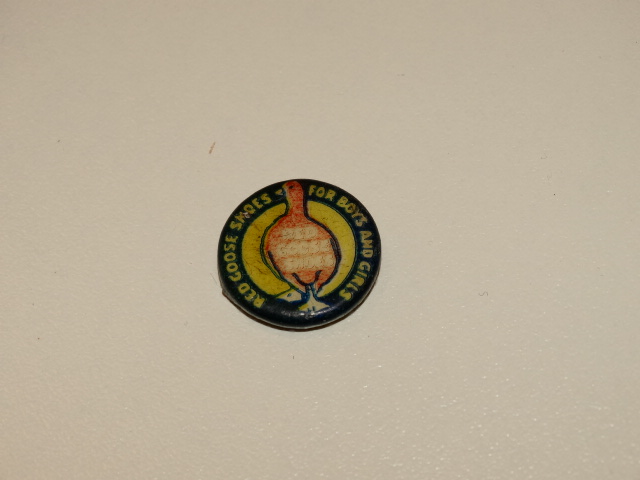 RED GOOSE SHOES
FOR BOYS AND GIRLS